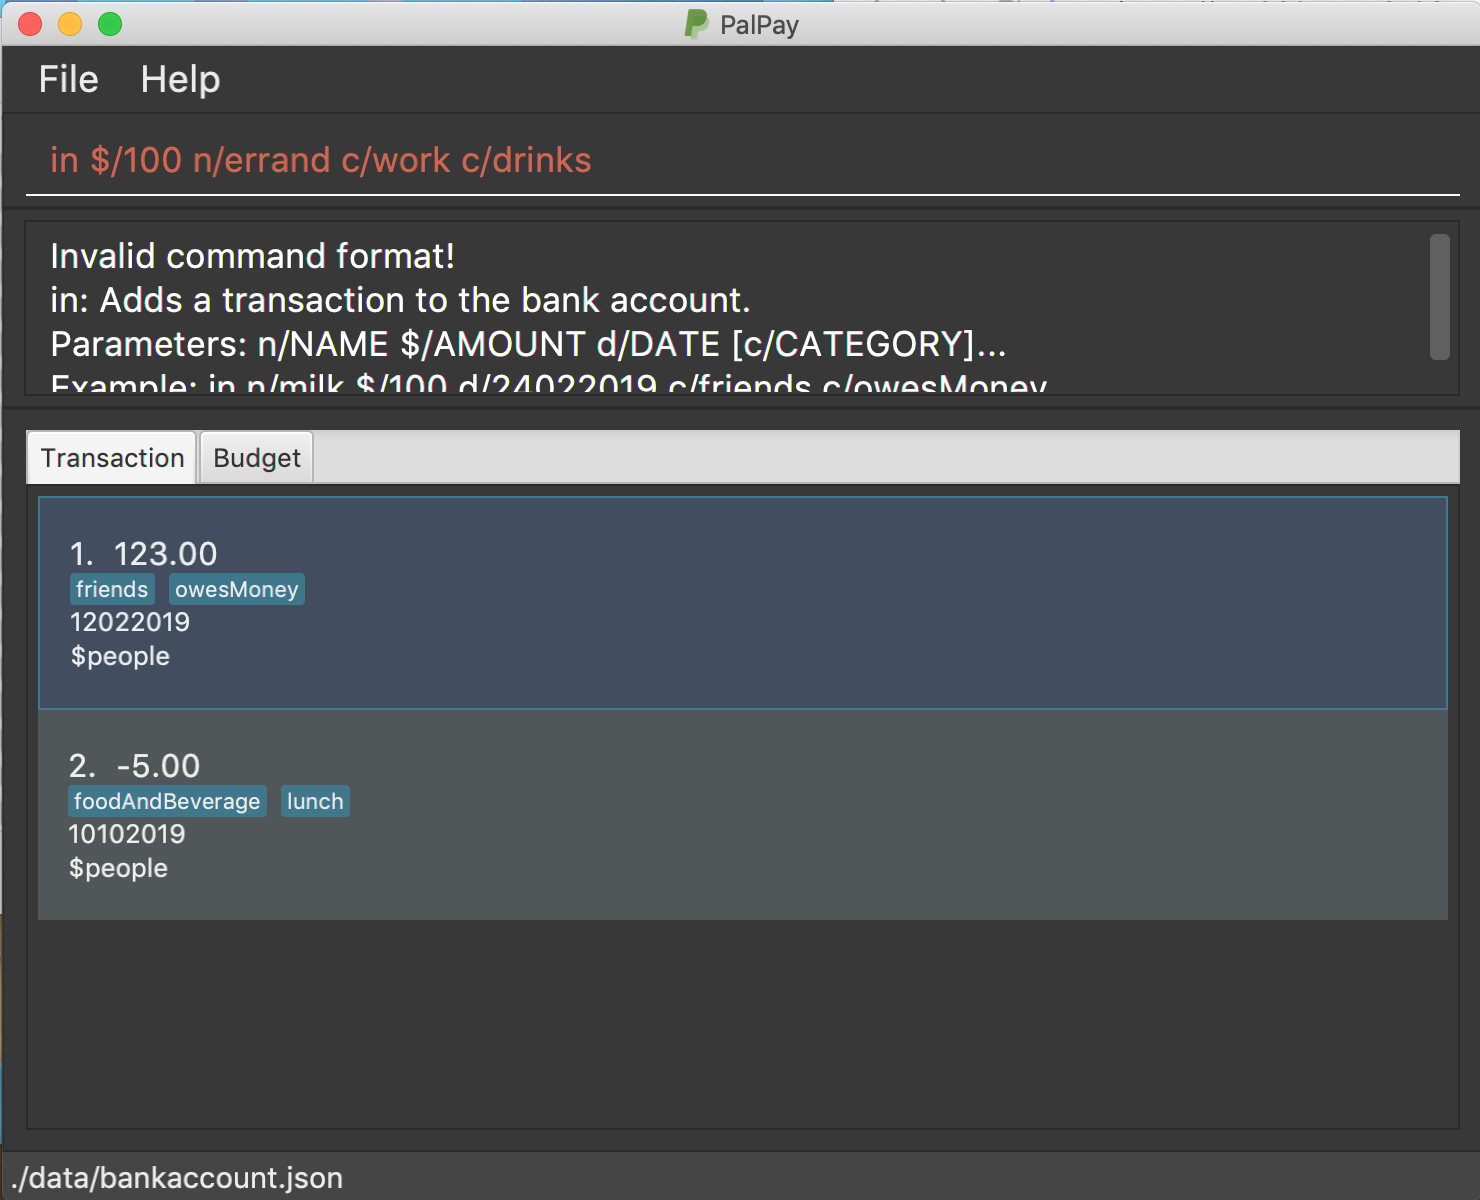 PalPay
File Help
in $/100 n/errand c/work c/drinks
Invalid command format!
in: Adds a transaction to the bank account.
Parameters: n/NAME $/AMOUNT d/DATE [c/CATEGORY]...
Example: in n/milk $/100 d/24022019 c/friends c/owesMoney
Transaction Budget
1. 123.00
friends owesMoney
12022019
$people
2. -5.00
foodAndBeverage lunch
10102019
$people
./data/bankaccount.json